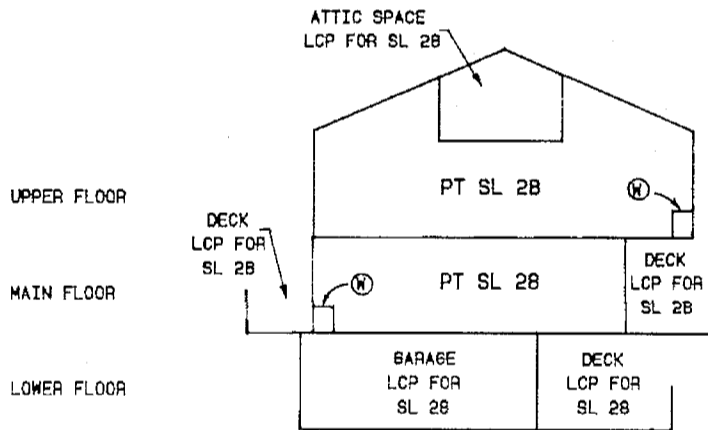 ATTIC SPACE
LCP FOR SL 28
UPPER FLOOR
PT SL 28
W
DECK
LCP FOR
SL 28
MAIN FLOOR
W
PT SL 28
DECK
LCP FOR
SL 28
LOWER FLOOR
GARAGE
LCP FOR
SL 28
DECK
LCP FOR
SL 28